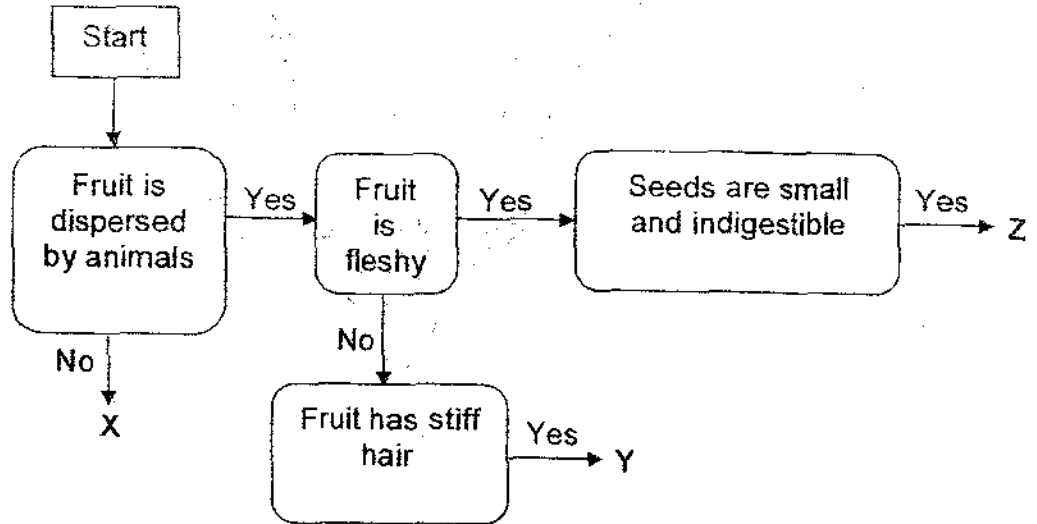 Start
Fruit is
dispersed
by animals
Yes
Fruit
is
fleshy
Yes
Seeds are small
and indigestible
Yes
Z
No
X
No
Fruit has stiff
hair
Yes
Y